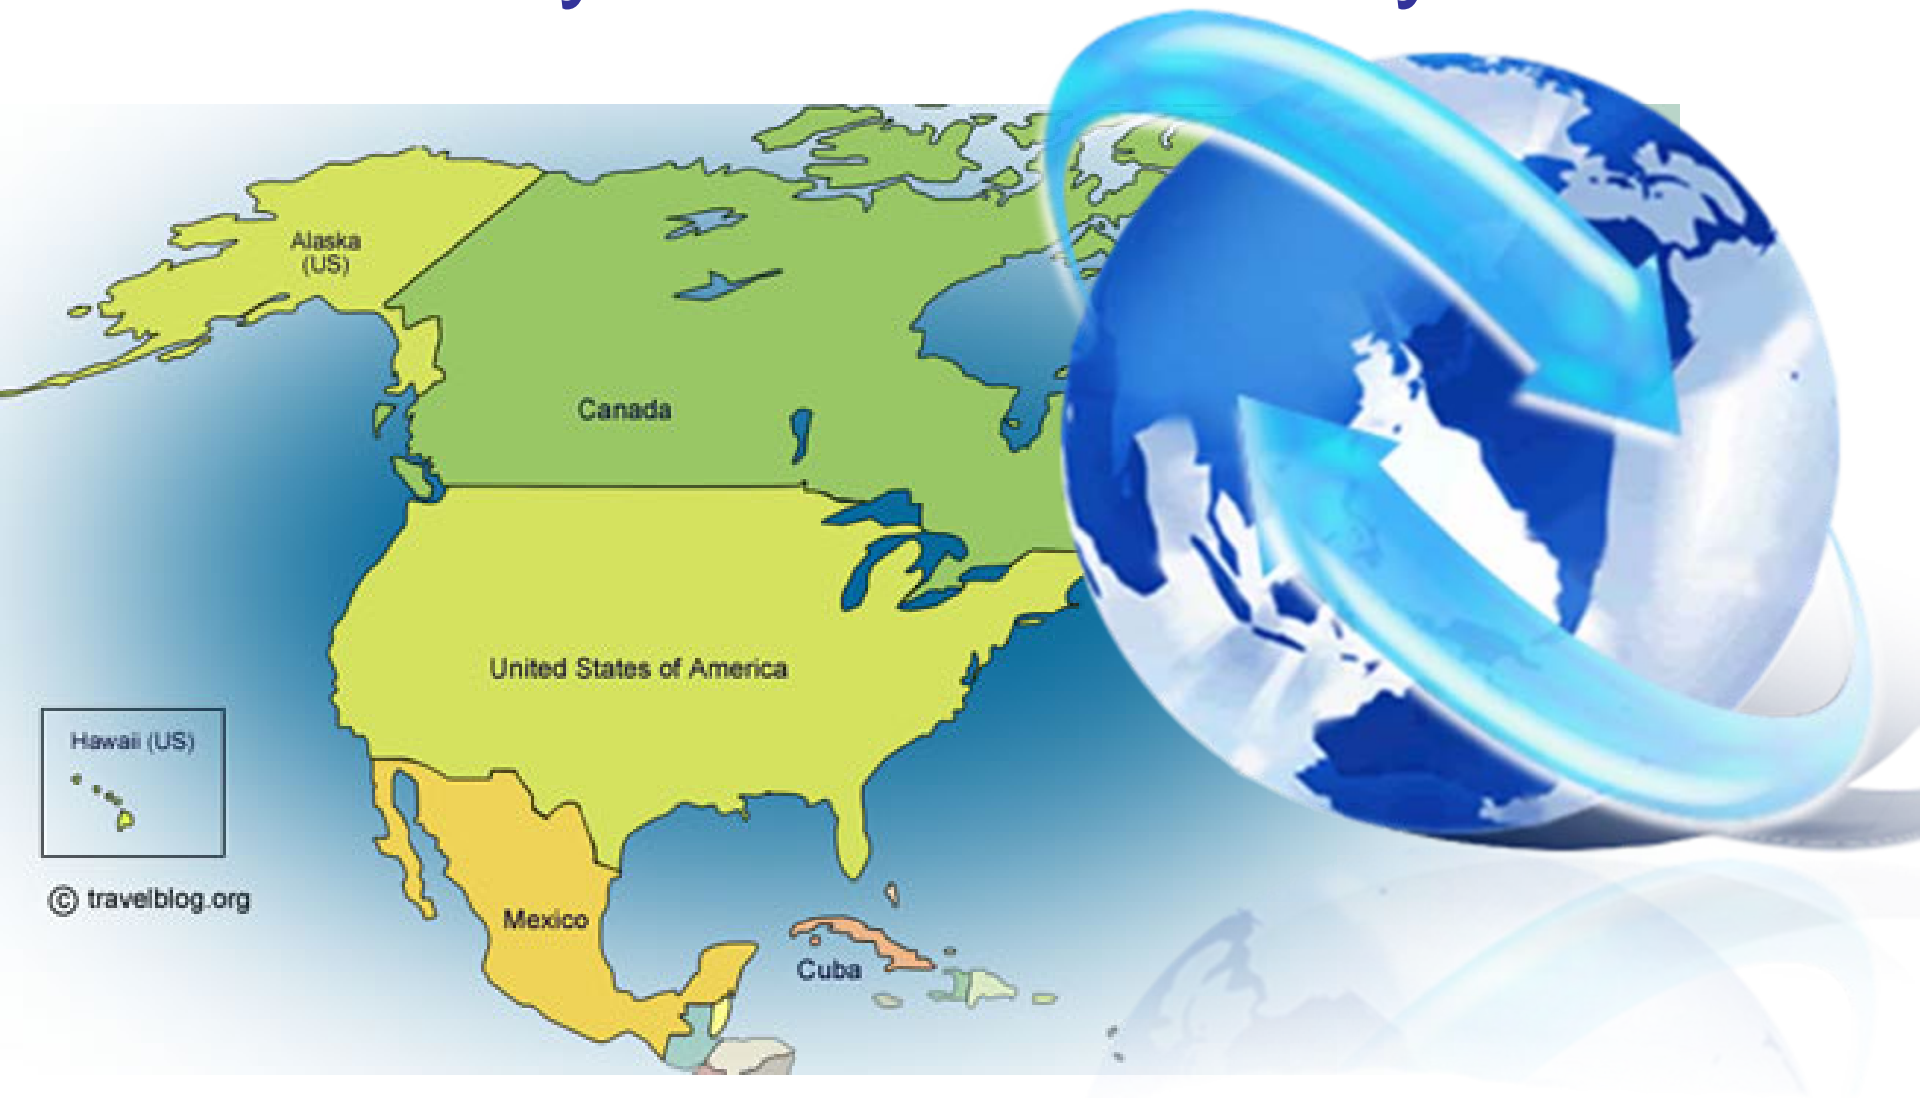 Alaska
(US)
Canada
United States of America
Hawaii (US)
© travelblog.org
Mexico
Cuba